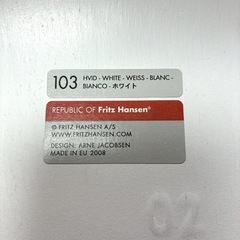 103 HVID - WHITE - WEISS - BLANC -
BIANCO - ホワイト
REPUBLIC OF Fritz Hansen®
© FRITZ HANSEN A/S
WWW.FRITZHANSEN.COM
DESIGN: ARNE JACOBSEN
MADE IN EU 2008
02